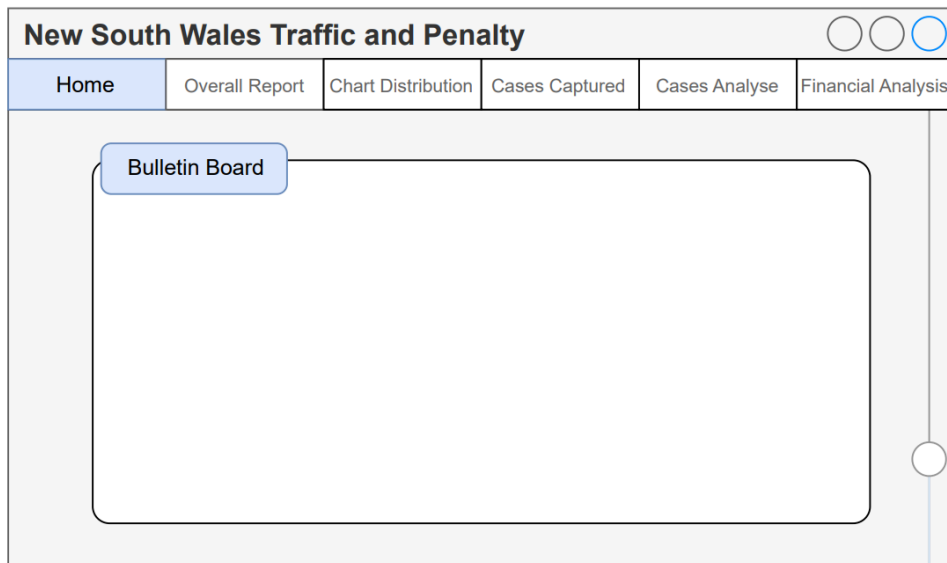 New South Wales Traffic and Penalty
Home
Overall Report
Chart Distribution
Cases Captured
Cases Analyse
Financial Analysis
Bulletin Board